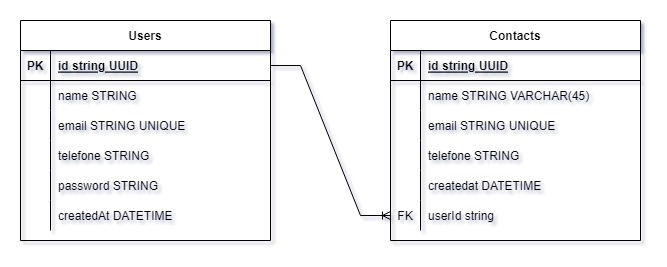 Users
PK id string UUID
name STRING
email STRING UNIQUE
telefone STRING
password STRING
createdAt DATETIME
Contacts
PK id string UUID
name STRING VARCHAR(45)
email STRING UNIQUE
telefone STRING
createdat DATETIME
FK userId string